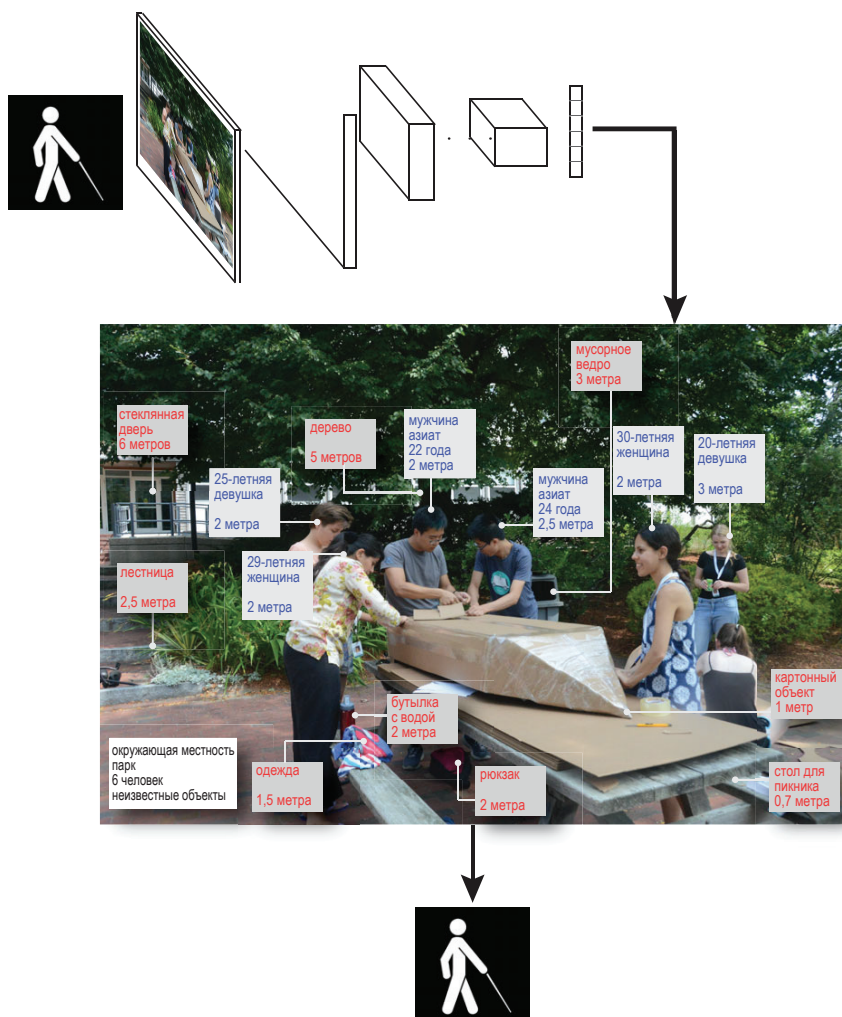 мусорное
ведро
3 метра
стеклянная
дверь
6 метров
дерево
5 метров
мужчина
азиат
22 года
2 метра
30-летняя
женщина
2 метра
20-летняя
девушка
3 метра
25-летняя
девушка
2 метра
мужчина
азиат
24 года
2,5 метра
лестница
2,5 метра
29-летняя
женщина
2 метра
картонный
объект
1 метр
бутылка
с водой
2 метра
окружающая местность
парк
6 человек
неизвестные объекты
одежда
1,5 метра
рюкзак
2 метра
стол для
пикника
0,7 метра